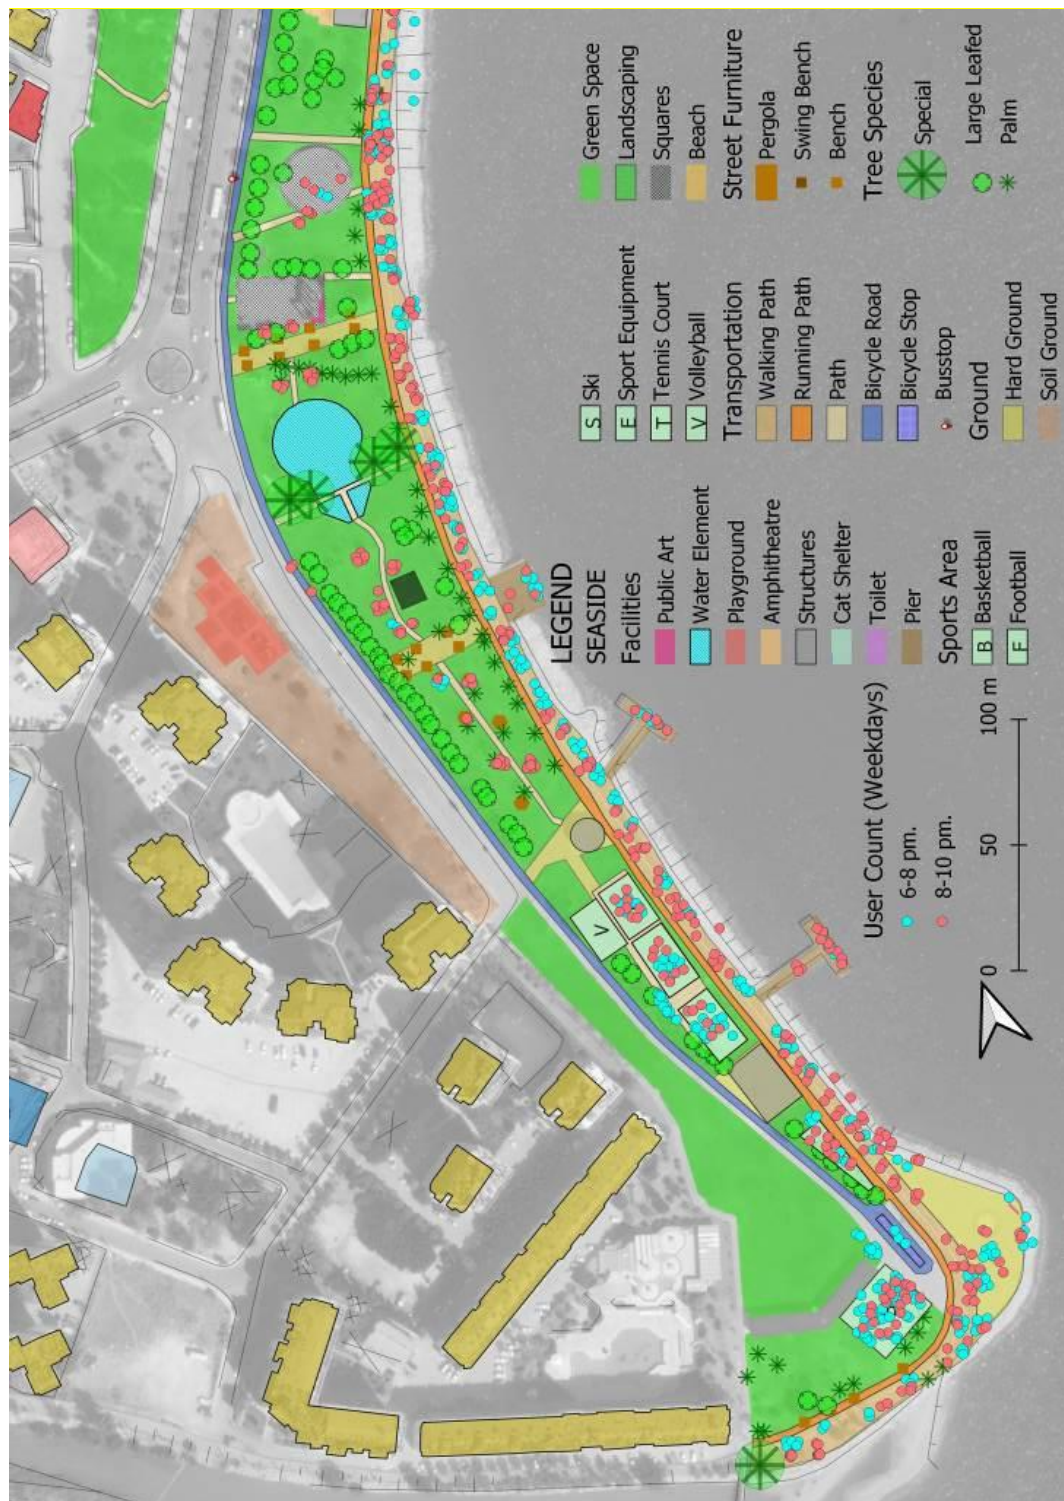 LEGEND
SEASIDE
Facilities
Public Art
Water Element
Playground
Amphitheatre
Structures
Cat Shelter
Toilet
Pier
Sports Area
B Basketball
F Football
S Ski
E Sport Equipment
T Tennis Court
V Volleyball
Transportation
Walking Path
Running Path
Path
Bicycle Road
Bicycle Stop
Busstop
Ground
Hard Ground
Soil Ground
Green Space
Landscaping
Squares
Beach
Street Furniture
Pergola
Swing Bench
Bench
Tree Species
Special
Large Leafed
Palm
User Count (Weekdays)
6-8 pm.
8-10 pm.
0 50 100 m
V